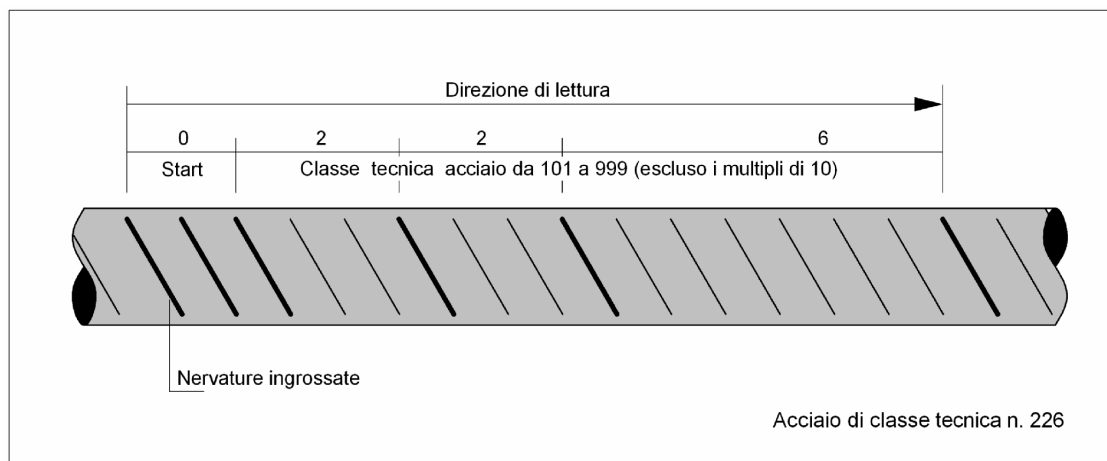 Direzione di lettura
0 2 2 6
Start Classe tecnica acciaio da 101 a 999 (escluso i multipli di 10)
Nervature ingrossate
Acciaio di classe tecnica n. 226